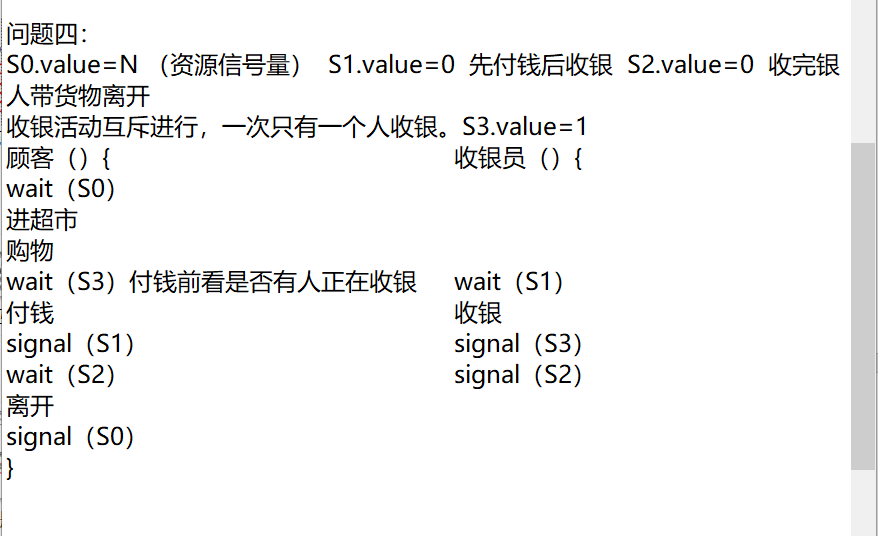 问题四：
S0.value=N （资源信号量） S1.value=0 先付钱后收银 S2.value=0 收完银
人带货物离开
收银活动互斥进行，一次只有一个人收银。S3.value=1
顾客（）{ 收银员（）{
wait（S0）
进超市
购物
wait（S3）付钱前看是否有人正在收银 wait（S1）
付钱 收银
signal（S1） signal（S3）
wait（S2） signal（S2）
离开
signal（S0）
}